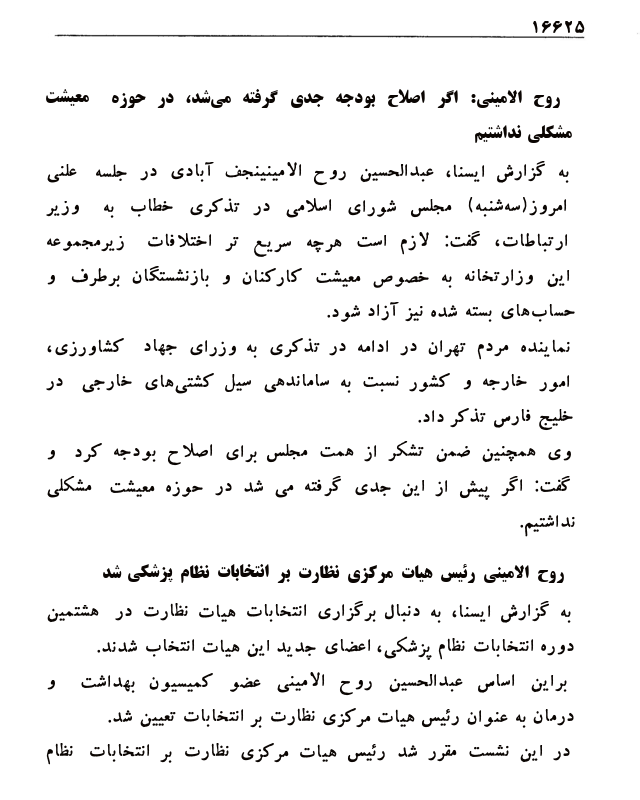 ۱۶۶۲۵
روح الامینی: اگر اصلاح بودجه جدی گرفته می‌شد، در حوزه معیشت
مشکلی نداشتیم
به گزارش ایسنا، عبدالحسین روح الامینینجف آبادی در جلسه علنی
امروز(سه‌شنبه) مجلس شورای اسلامی در تذکری خطاب به وزیر
ارتباطات، گفت: لازم است هرچه سریع تر اختلافات زیرمجموعه
این وزارتخانه به خصوص معیشت کارکنان و بازنشستگان برطرف و
حساب‌های بسته شده نیز آزاد شود.
نماینده مردم تهران در ادامه در تذکری به وزرای جهاد کشاورزی،
امور خارجه و کشور نسبت به ساماندهی سیل کشتی‌های خارجی در
خلیج فارس تذکر داد.
وی همچنین ضمن تشکر از همت مجلس برای اصلاح بودجه کرد و
گفت: اگر پیش از این جدی گرفته می شد در حوزه معیشت مشکلی
نداشتیم.
روح الامینی رئیس هیات مرکزی نظارت بر انتخابات نظام پزشکی شد
به گزارش ایسنا، به دنبال برگزاری انتخابات هیات نظارت در هشتمین
دوره انتخابات نظام پزشکی، اعضای جدید این هیات انتخاب شدند.
براین اساس عبدالحسین روح الامینی عضو کمیسیون بهداشت و
درمان به عنوان رئیس هیات مرکزی نظارت بر انتخابات تعیین شد.
در این نشست مقرر شد رئیس هیات مرکزی نظارت بر انتخابات نظام